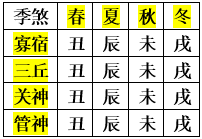 季煞 春 夏 秋 冬
寡宿 丑 辰 未 戌
三丘 丑 辰 未 戌
关神 丑 辰 未 戌
管神 丑 辰 未 戌